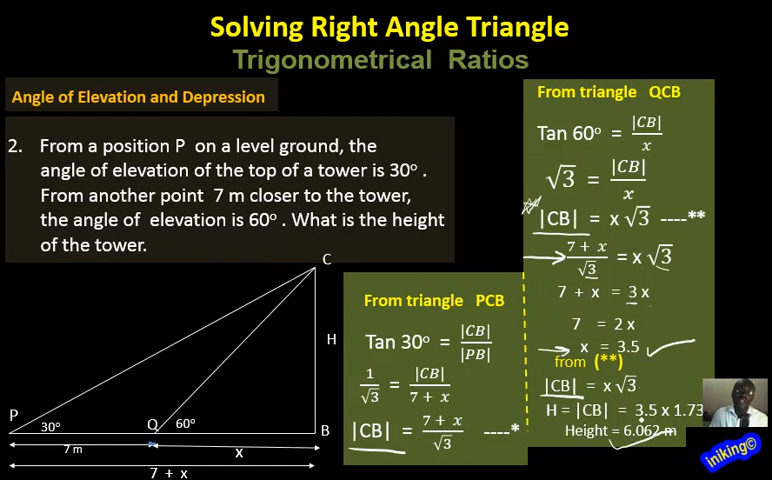 Solving Right Angle Triangle
Trigonometrical Ratios
Angle of Elevation and Depression
2. From a position P on a level ground, the
angle of elevation of the top of a tower is 30°.
From another point 7 m closer to the tower,
the angle of elevation is 60°. What is the height
of the tower.
C
H
P
30°
Q
60°
B
7 m
x
7 + x
From triangle PCB
Tan 30° = |CB| / |PB|
1/√3 = |CB| / 7 + x
|CB| = 7 + x / √3 ----*
From triangle QCB
Tan 60° = |CB| / x
√3 = |CB| / x
|CB| = x √3 ----**
7 + x / √3 = x √3
7 + x = 3 x
7 = 2x
x = 3.5
from (**)
|CB| = x √3
H = |CB| = 3.5 x 1.73
Height = 6.062 m
iniking©